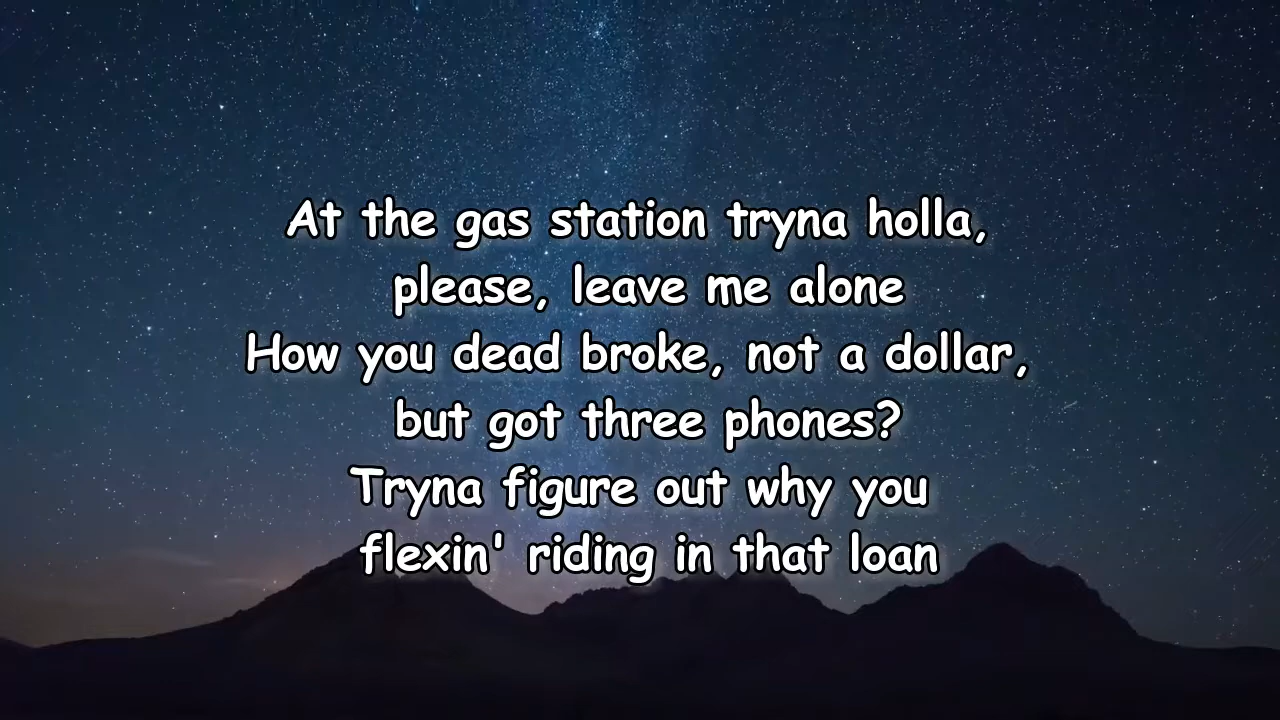 At the gas station tryna holla,
please, leave me alone
How you dead broke, not a dollar,
but got three phones?
Tryna figure out why you
flexin' riding in that loan